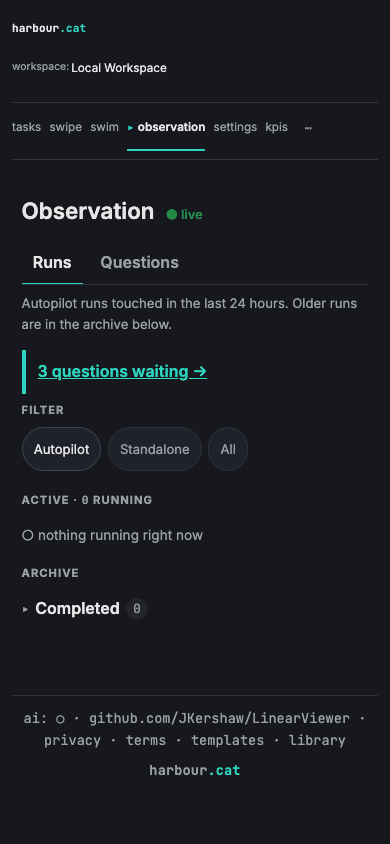 harbour.cat
workspace: Local Workspace
tasks swipe swim ▸ observation settings kpis ⋯
Observation ● live
Runs Questions
Autopilot runs touched in the last 24 hours. Older runs
are in the archive below.
3 questions waiting →
FILTER
Autopilot Standalone All
ACTIVE · 0 RUNNING
○ nothing running right now
ARCHIVE
▸ Completed 0
ai: ○ · github.com/JKershaw/LinearViewer ·
privacy · terms · templates · library
harbour.cat